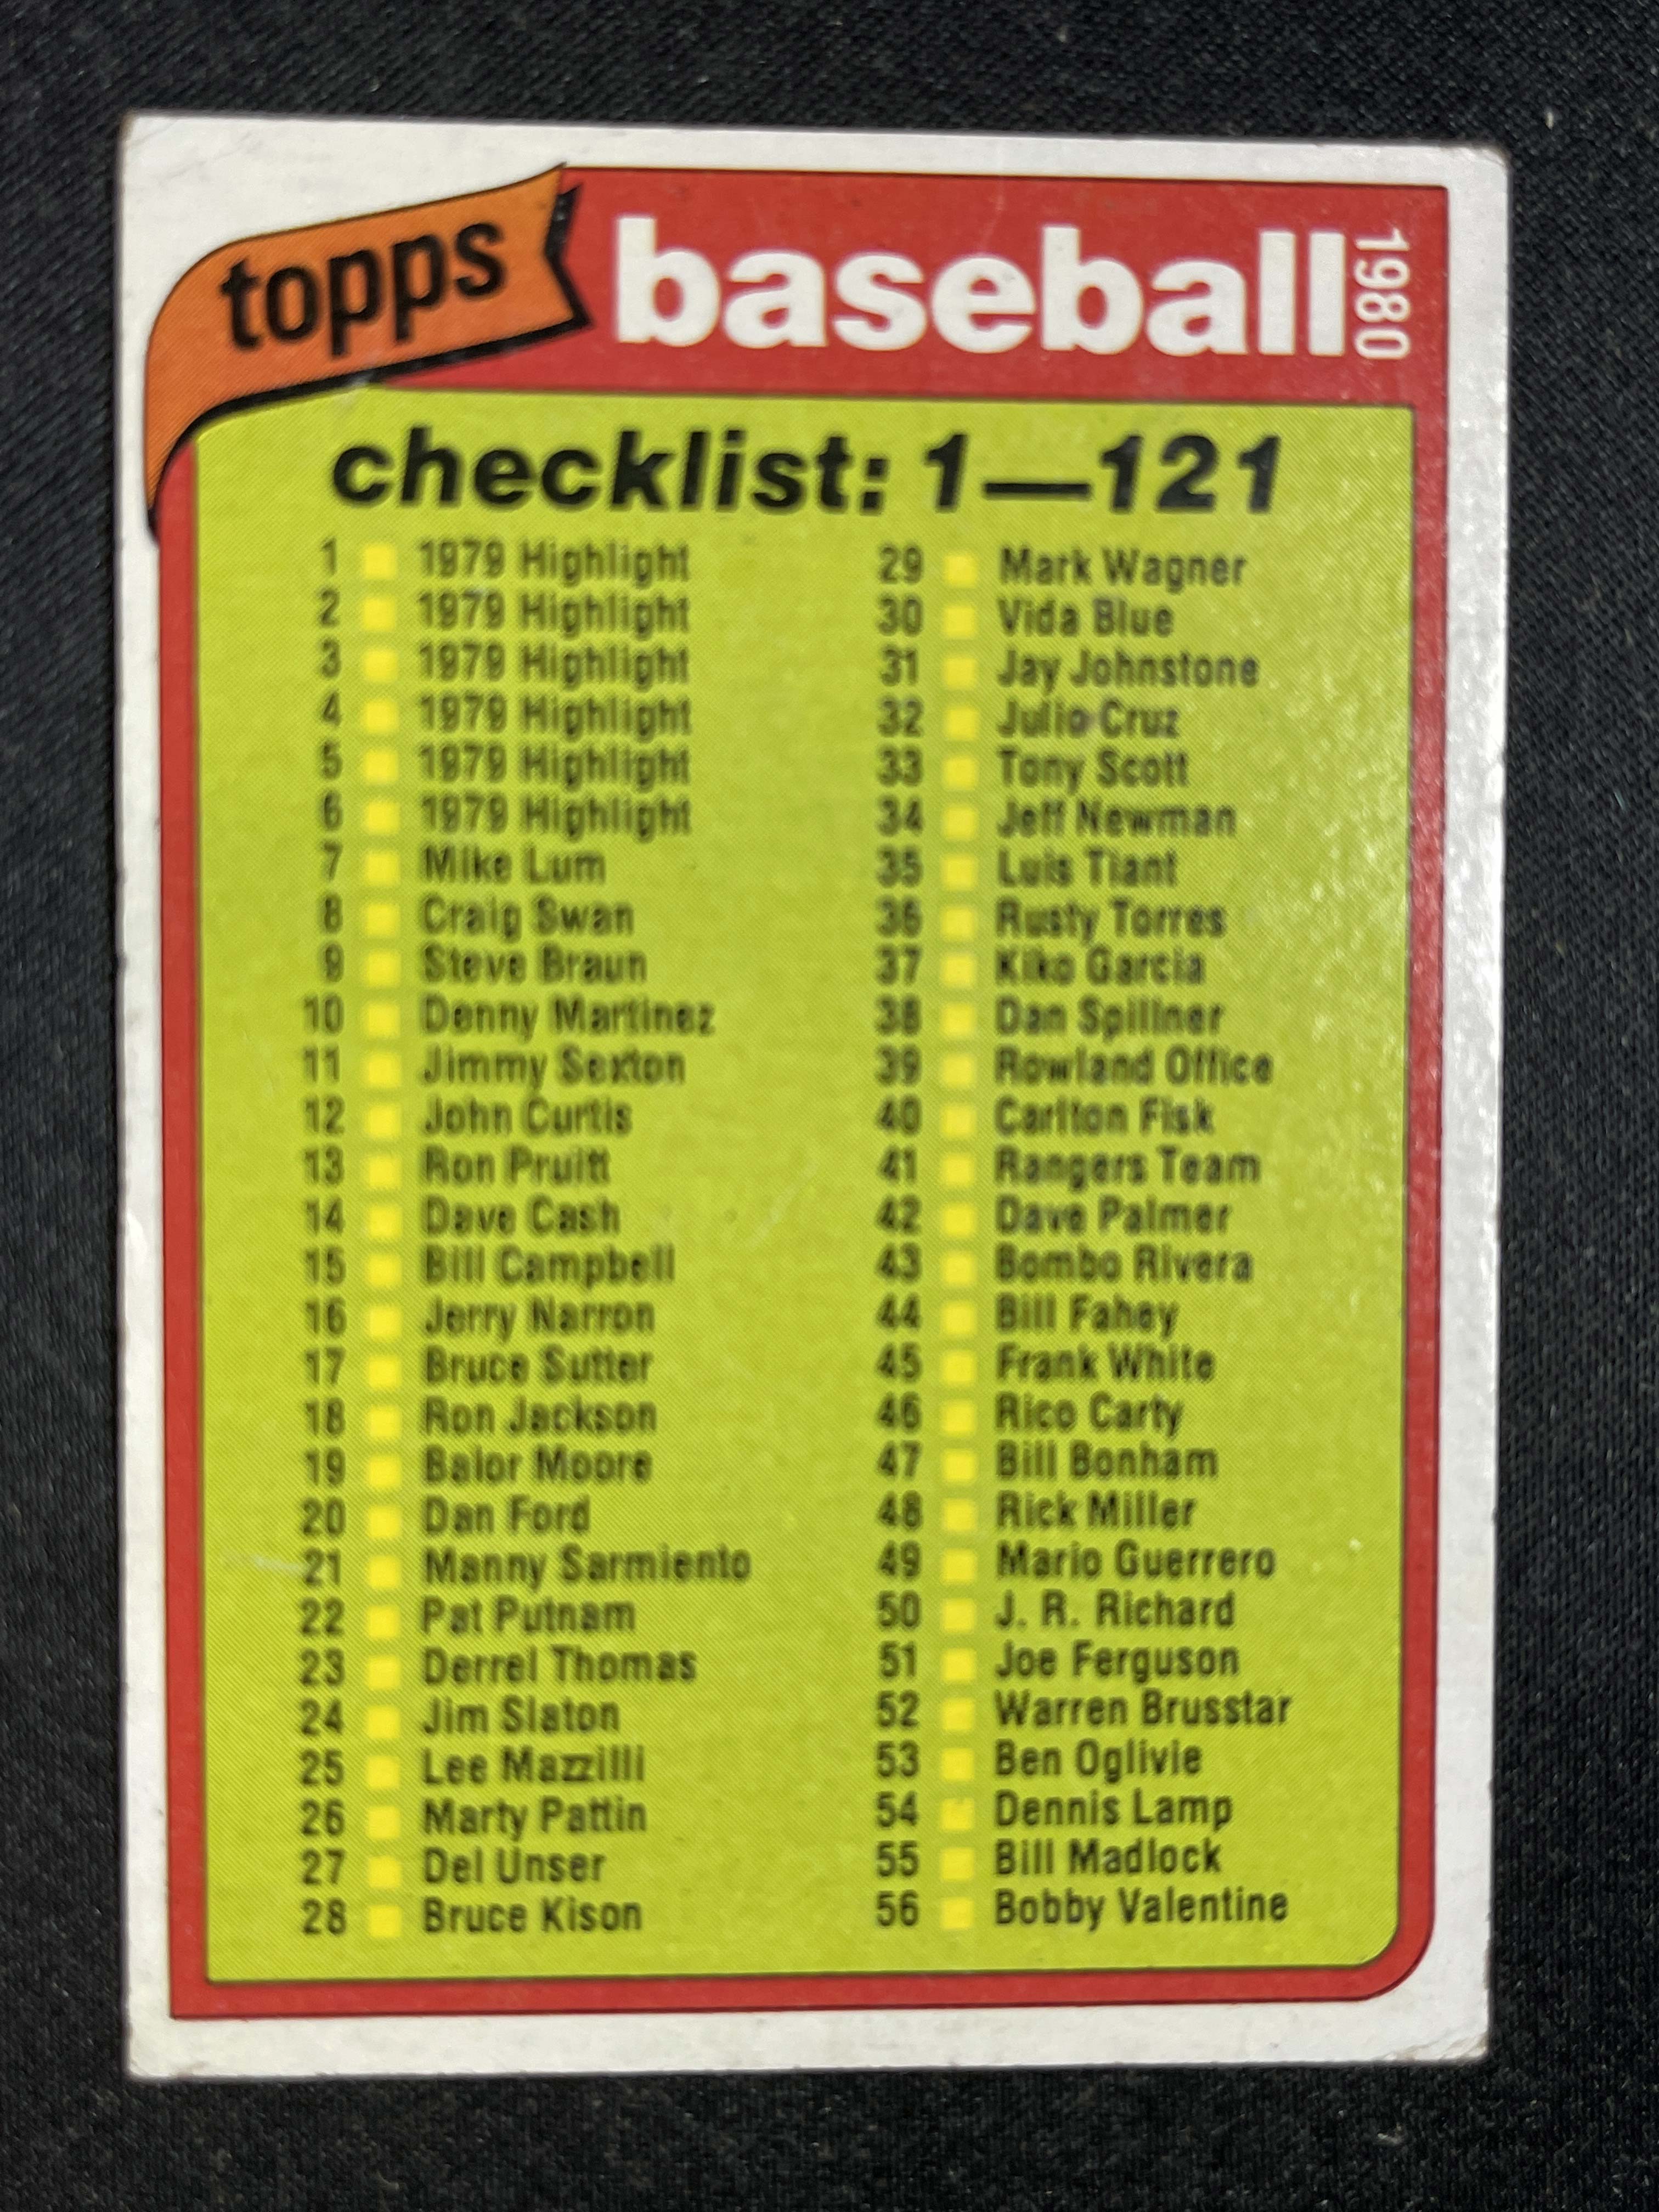 topps
baseball
1980
checklist: 1—121
1 1979 Highlight
2 1979 Highlight
3 1979 Highlight
4 1979 Highlight
5 1979 Highlight
6 1979 Highlight
7 Mike Lum
8 Craig Swan
9 Steve Braun
10 Denny Martinez
11 Jimmy Sexton
12 John Curtis
13 Ron Pruitt
14 Dave Cash
15 Bill Campbell
16 Jerry Narron
17 Bruce Sutter
18 Ron Jackson
19 Balor Moore
20 Dan Ford
21 Manny Sarmiento
22 Pat Putnam
23 Derrel Thomas
24 Jim Slaton
25 Lee Mazzilli
26 Marty Pattin
27 Del Unser
28 Bruce Kison
29 Mark Wagner
30 Vida Blue
31 Jay Johnstone
32 Julio Cruz
33 Tony Scott
34 Jeff Newman
35 Luis Tiant
36 Rusty Torres
37 Kiko Garcia
38 Dan Spillner
39 Rowland Office
40 Carlton Fisk
41 Rangers Team
42 Dave Palmer
43 Bombo Rivera
44 Bill Fahey
45 Frank White
46 Rico Carty
47 Bill Bonham
48 Rick Miller
49 Mario Guerrero
50 J. R. Richard
51 Joe Ferguson
52 Warren Brusstar
53 Ben Oglivie
54 Dennis Lamp
55 Bill Madlock
56 Bobby Valentine